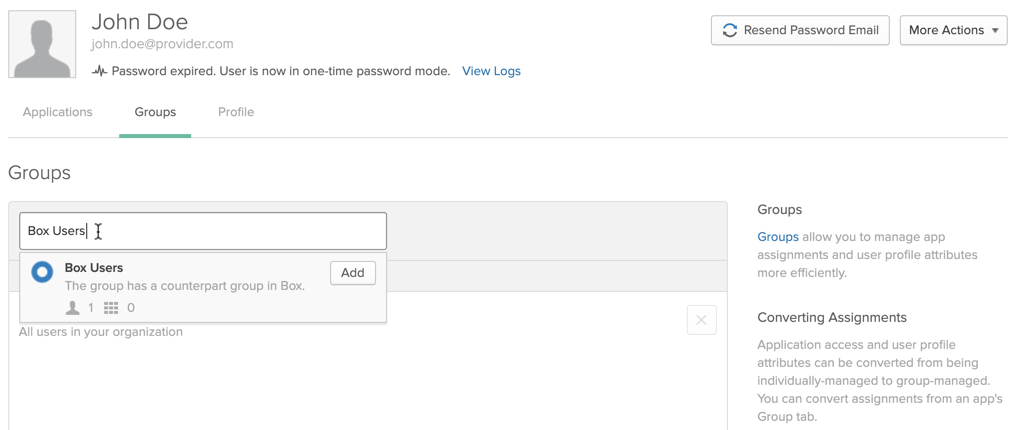 John Doe
john.doe@provider.com
Resend Password Email
More Actions
Password expired. User is now in one-time password mode. View Logs
Applications Groups Profile
Groups
Box Users
Box Users
The group has a counterpart group in Box.
Add
1 0
All users in your organization
Groups
Groups allow you to manage app
assignments and user profile attributes
more efficiently.
Converting Assignments
Application access and user profile
attributes can be converted from being
individually-managed to group-managed.
You can convert assignments from an app's
Group tab.